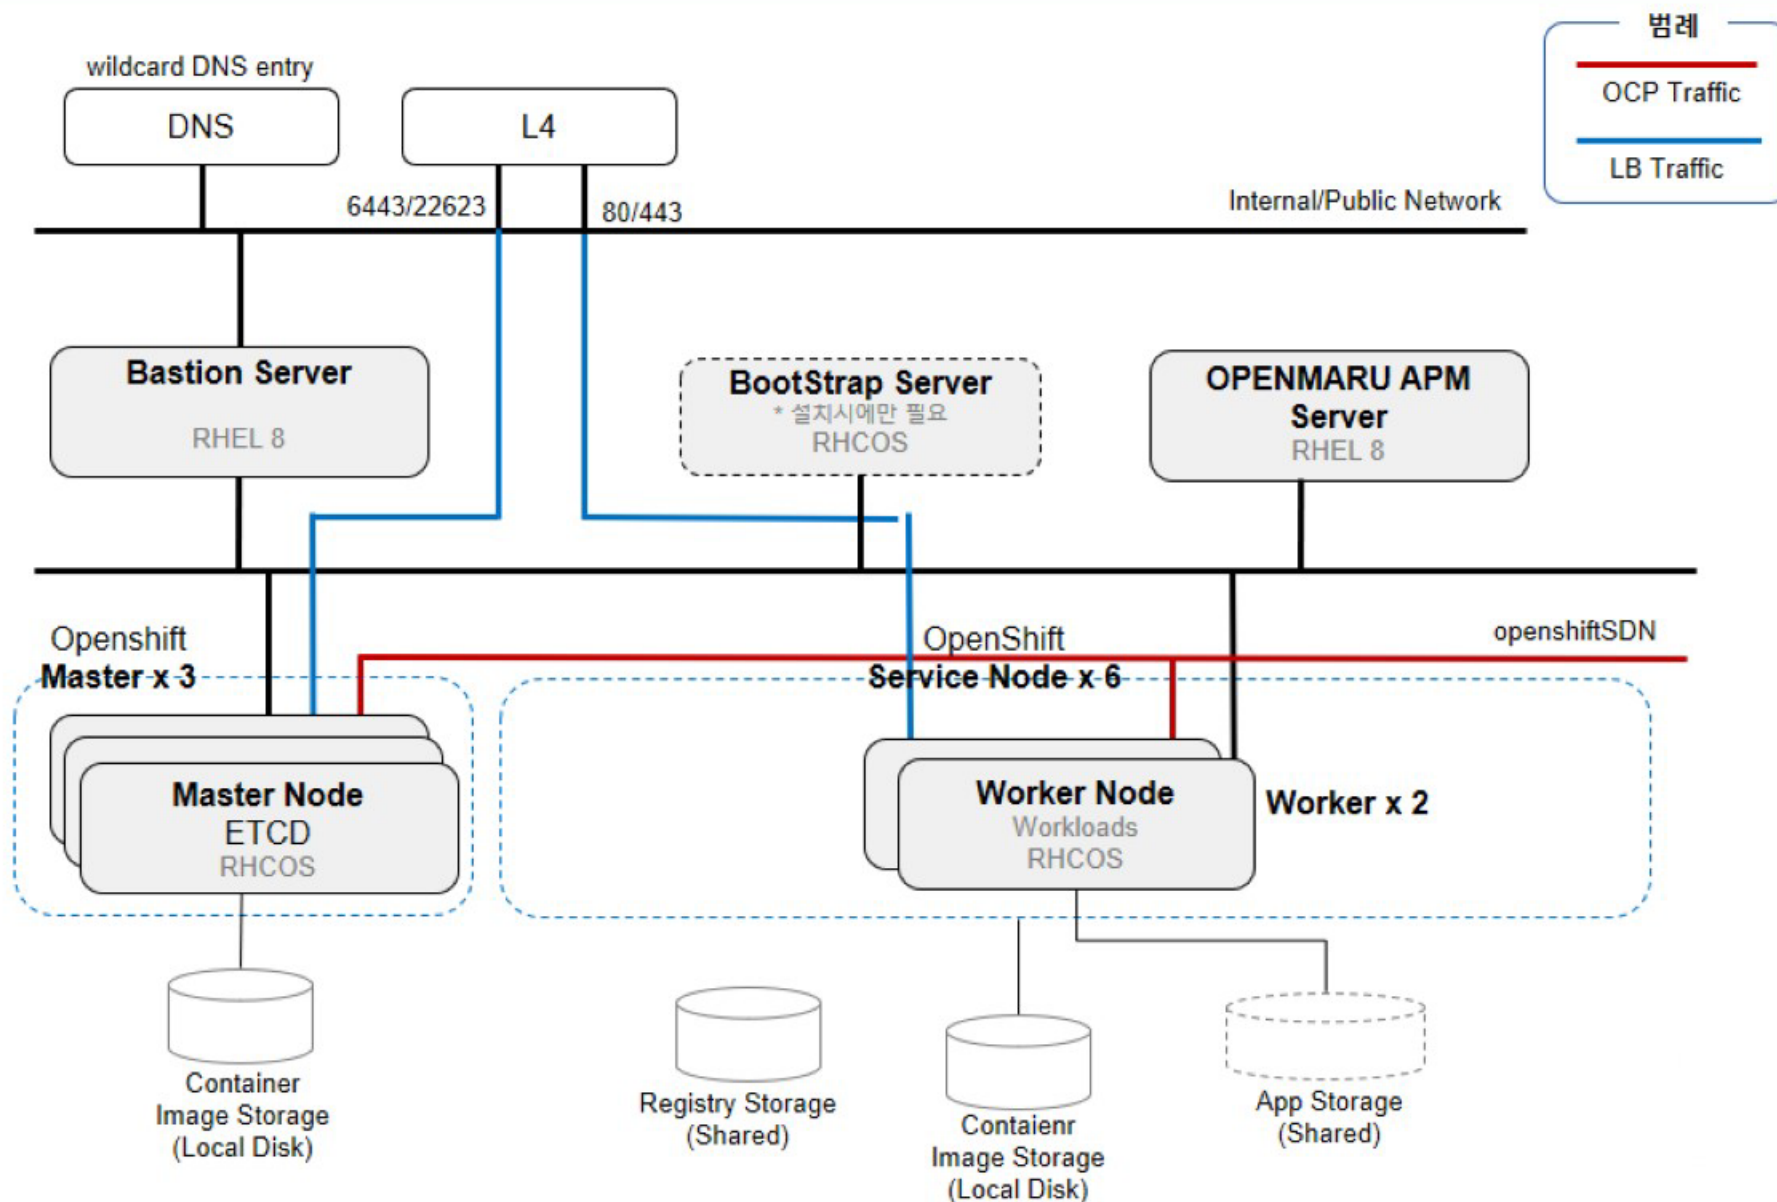 범례
OCP Traffic
LB Traffic
wildcard DNS entry
DNS
L4
6443/22623
80/443
Internal/Public Network
Bastion Server
RHEL 8
BootStrap Server
* 설치시에만 필요
RHCOS
OPENMARU APM
Server
RHEL 8
Openshift
Master x 3
OpenShift
Service Node x 6
openshiftSDN
Master Node
ETCD
RHCOS
Worker Node
Workloads
RHCOS
Worker x 2
Container
Image Storage
(Local Disk)
Registry Storage
(Shared)
Contaienr
Image Storage
(Local Disk)
App Storage
(Shared)